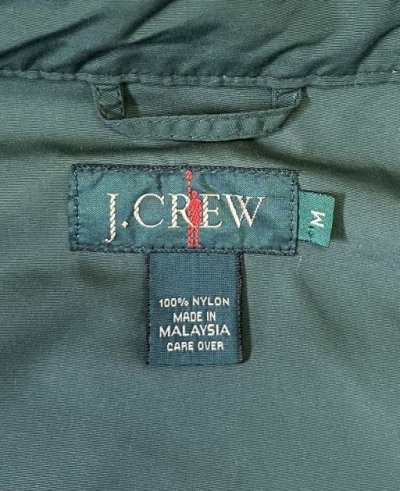 J.CREW
M
100% NYLON
MADE IN
MALAYSIA
CARE OVER